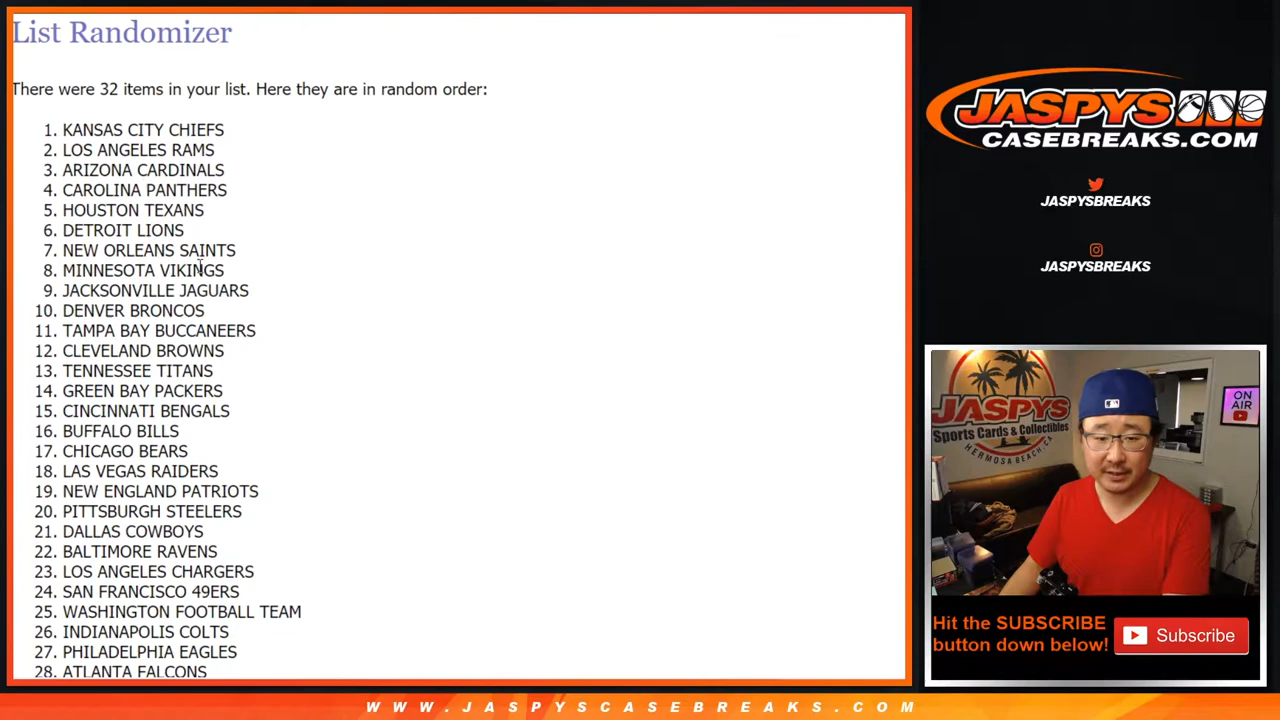 List Randomizer
There were 32 items in your list. Here they are in random order:
1. KANSAS CITY CHIEFS
2. LOS ANGELES RAMS
3. ARIZONA CARDINALS
4. CAROLINA PANTHERS
5. HOUSTON TEXANS
6. DETROIT LIONS
7. NEW ORLEANS SAINTS
8. MINNESOTA VIKINGS
9. JACKSONVILLE JAGUARS
10. DENVER BRONCOS
11. TAMPA BAY BUCCANEERS
12. CLEVELAND BROWNS
13. TENNESSEE TITANS
14. GREEN BAY PACKERS
15. CINCINNATI BENGALS
16. BUFFALO BILLS
17. CHICAGO BEARS
18. LAS VEGAS RAIDERS
19. NEW ENGLAND PATRIOTS
20. PITTSBURGH STEELERS
21. DALLAS COWBOYS
22. BALTIMORE RAVENS
23. LOS ANGELES CHARGERS
24. SAN FRANCISCO 49ERS
25. WASHINGTON FOOTBALL TEAM
26. INDIANAPOLIS COLTS
27. PHILADELPHIA EAGLES
28. ATLANTA FALCONS
JASPYS
CASEBREAKS.COM
JASPYSBREAKS
JASPYSBREAKS
JASPYS
Sports Cards & Collectibles
HERMOSA BEACH, CA
ON
AIR
Hit the SUBSCRIBE
button down below!
Subscribe
WWW.JASPYSCASEBREAKS.COM